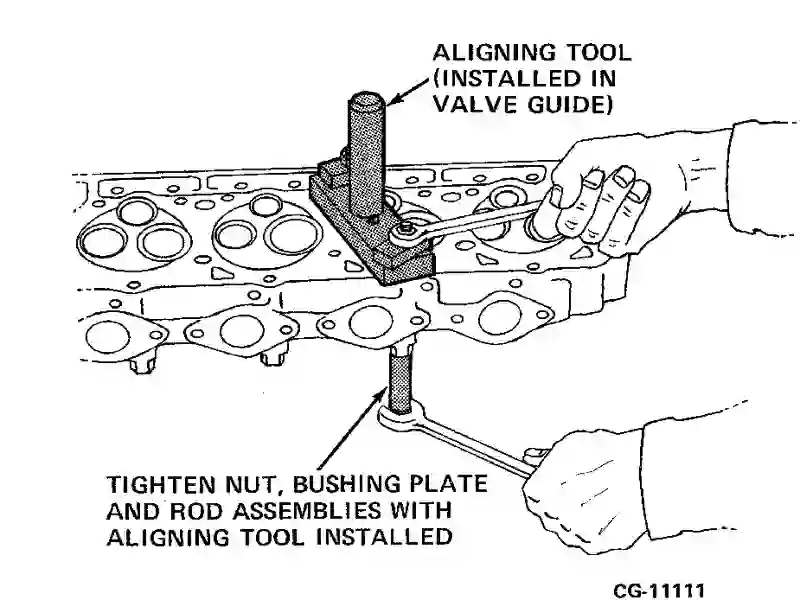 ALIGNING TOOL
(INSTALLED IN
VALVE GUIDE)
TIGHTEN NUT, BUSHING PLATE
AND ROD ASSEMBLIES WITH
ALIGNING TOOL INSTALLED
CG-11111